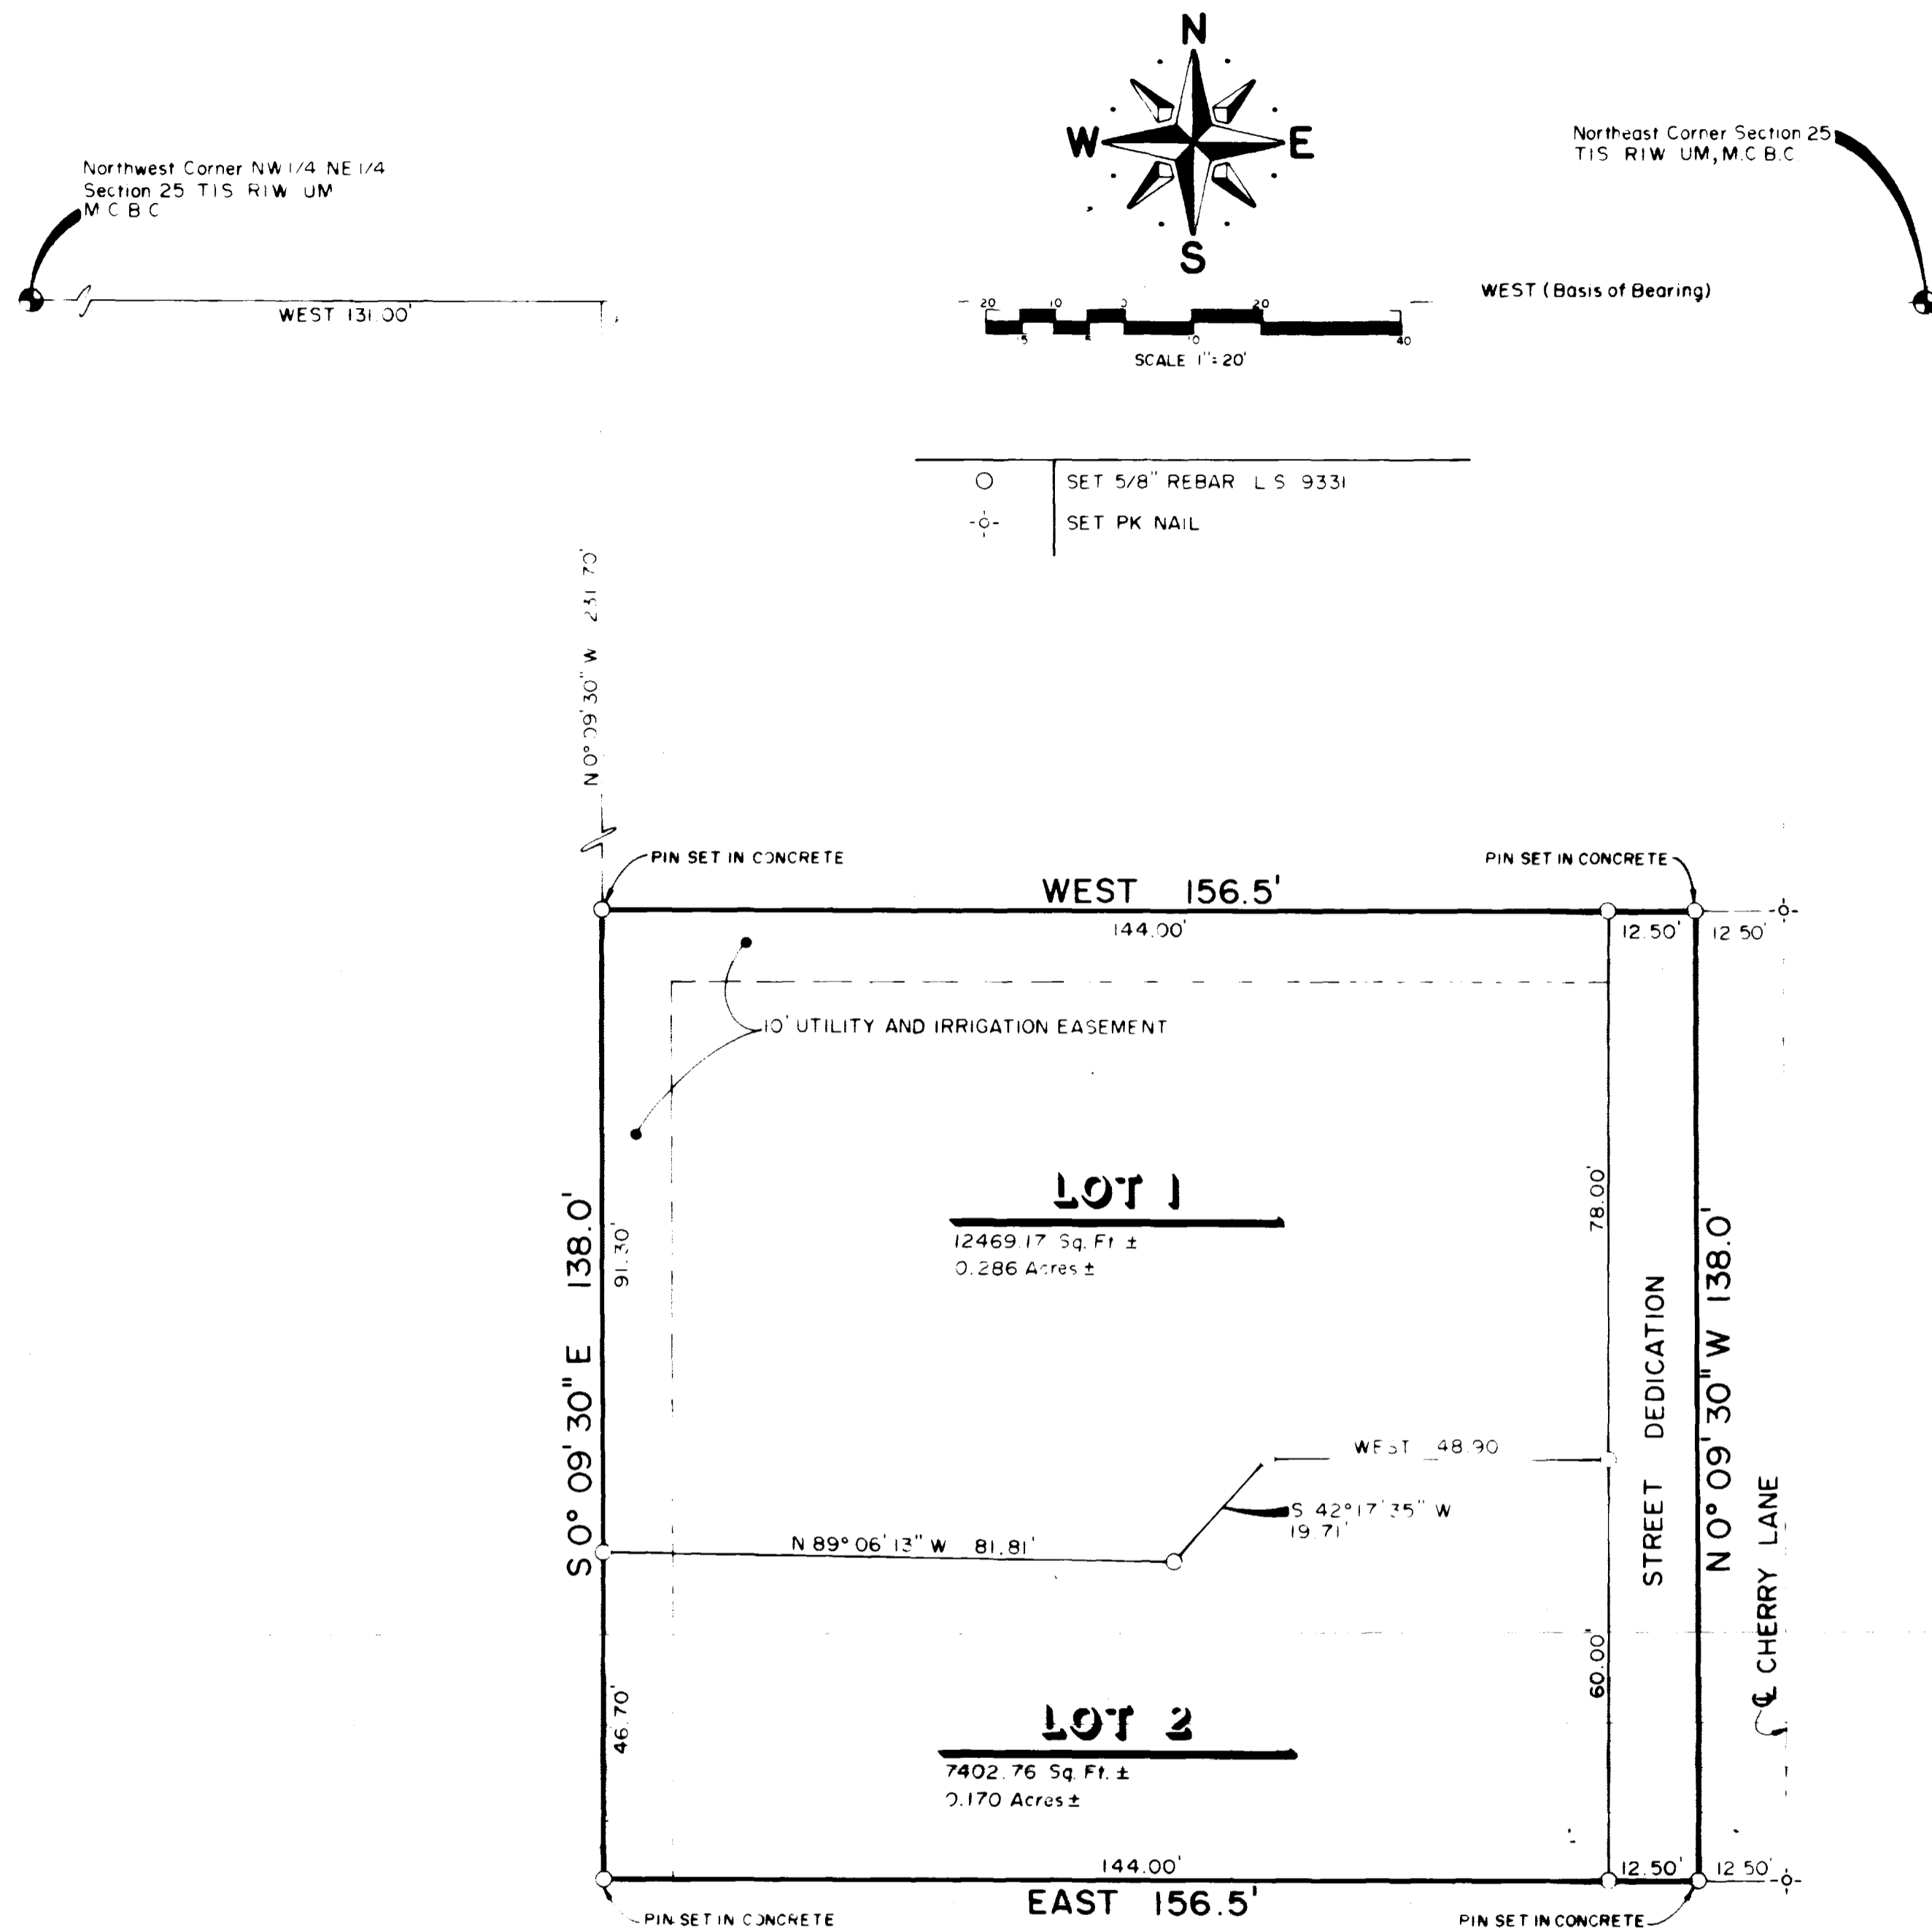 N
W
E
S
Northwest Corner NW 1/4 NE 1/4
Section 25 T1S R1W UM
M C B C
Northeast Corner Section 25
T1S R1W UM, M.C B.C.
WEST 131.00'
WEST (Basis of Bearing)
20 10 0 20
15 5 10 40
SCALE 1"=20'
SET 5/8" REBAR L S 9331
SET PK NAIL
N 0° 09' 30" W 231 70'
PIN SET IN CONCRETE
PIN SET IN CONCRETE
WEST 156.5'
144.00'
12.50'
12 50'
10' UTILITY AND IRRIGATION EASEMENT
LOT 1
12469.17 Sq. Ft ±
0.286 Acres ±
S 0° 09' 30" E 138.0'
91.30'
78.00'
STREET DEDICATION
N 0° 09' 30" W 138.0'
WEST 48.90
S 42° 17' 35" W
19.71'
N 89° 06' 13" W 81.81'
℄ CHERRY LANE
46.70'
60.00'
LOT 2
7402.76 Sq. Ft. ±
0.170 Acres ±
144.00'
12.50'
12 50'
EAST 156.5'
PIN SET IN CONCRETE
PIN SET IN CONCRETE